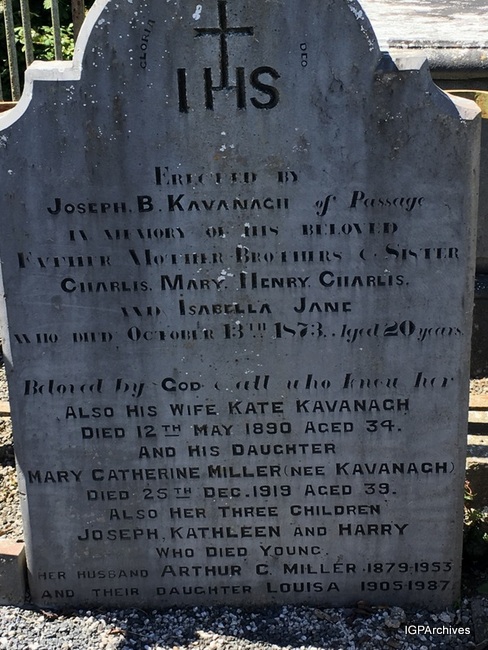 GLORIA DEO
IHS
ERECTED BY
JOSEPH. B. KAVANAGH of Passage
IN MEMORY OF HIS BELOVED
FATHER MOTHER BROTHERS & SISTER
CHARLIS. MARY. HENRY. CHARLIS.
AND ISABELLA JANE
WHO DIED, OCTOBER 13TH 1873. Aged 20 years
Beloved by GOD & all who knew her
ALSO HIS WIFE KATE KAVANAGH
DIED 12TH MAY 1890 AGED 34.
AND HIS DAUGHTER
MARY CATHERINE MILLER (NEE KAVANAGH)
DIED 25TH DEC. 1919 AGED 39.
ALSO HER THREE CHILDREN
JOSEPH, KATHLEEN AND HARRY
WHO DIED YOUNG.
HER HUSBAND ARTHUR C. MILLER 1879-1953
AND THEIR DAUGHTER LOUISA 1905-1987
IGPArchives